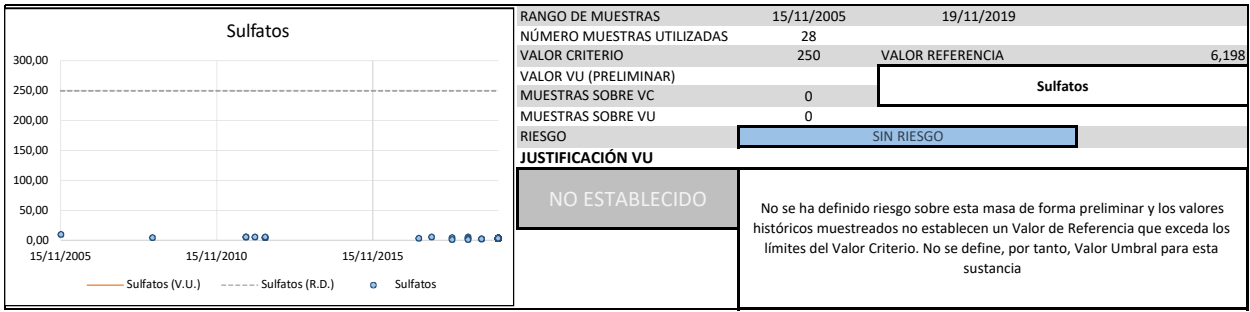 Sulfatos
300,00
250,00
200,00
150,00
100,00
50,00
0,00
15/11/2005 15/11/2010 15/11/2015
Sulfatos (V.U.) Sulfatos (R.D.) Sulfatos
RANGO DE MUESTRAS 15/11/2005 19/11/2019
NÚMERO MUESTRAS UTILIZADAS 28
VALOR CRITERIO 250 VALOR REFERENCIA 6,198
VALOR VU (PRELIMINAR)
Sulfatos
MUESTRAS SOBRE VC 0
MUESTRAS SOBRE VU 0
RIESGO SIN RIESGO
JUSTIFICACIÓN VU
NO ESTABLECIDO
No se ha definido riesgo sobre esta masa de forma preliminar y los valores
históricos muestreados no establecen un Valor de Referencia que exceda los
límites del Valor Criterio. No se define, por tanto, Valor Umbral para esta
sustancia